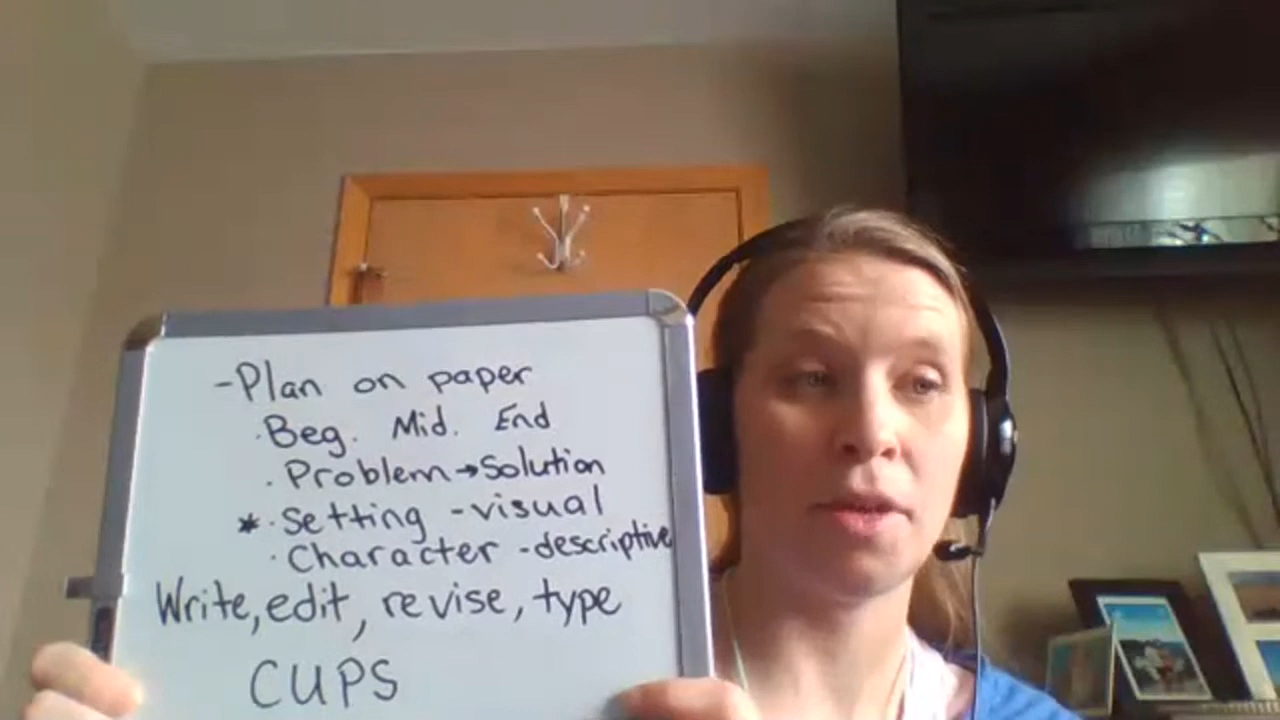 -Plan on paper
· Beg. Mid. End
· Problem→Solution
* · Setting -visual
· Character -descriptive
Write, edit, revise, type
CUPS